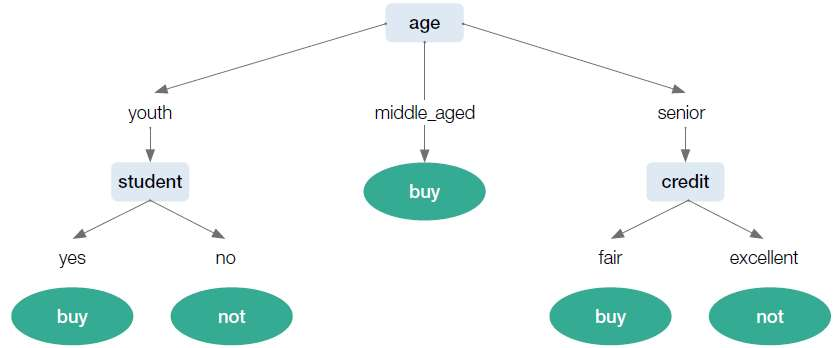 age
youth
middle_aged
senior
student
buy
credit
yes
no
fair
excellent
buy
not
buy
not